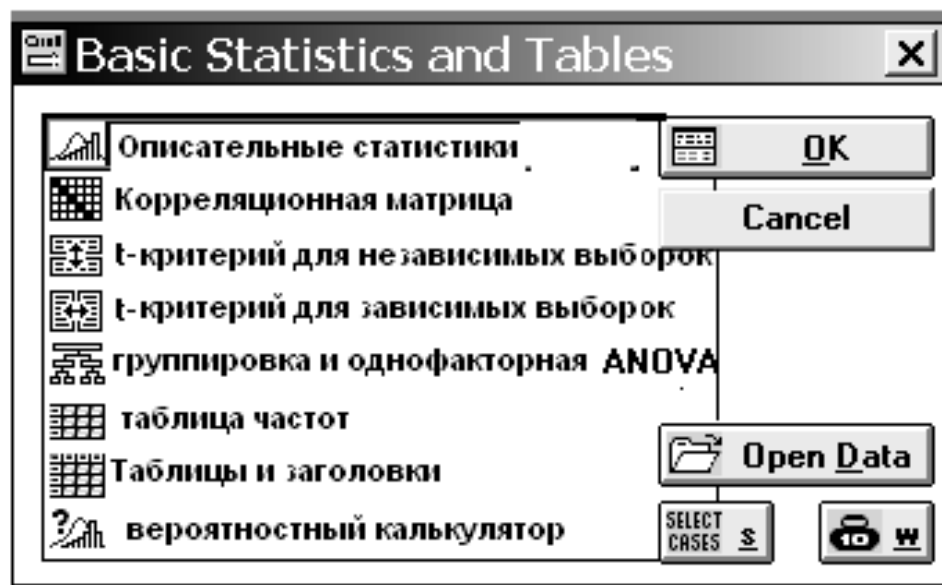 Basic Statistics and Tables
Описательные статистики
Корреляционная матрица
t-критерий для независимых выборок
t-критерий для зависимых выборок
группировка и однофакторная ANOVA
таблица частот
Таблицы и заголовки
? вероятностный калькулятор
OK
Cancel
Open Data
SELECT
CASES S
10 W